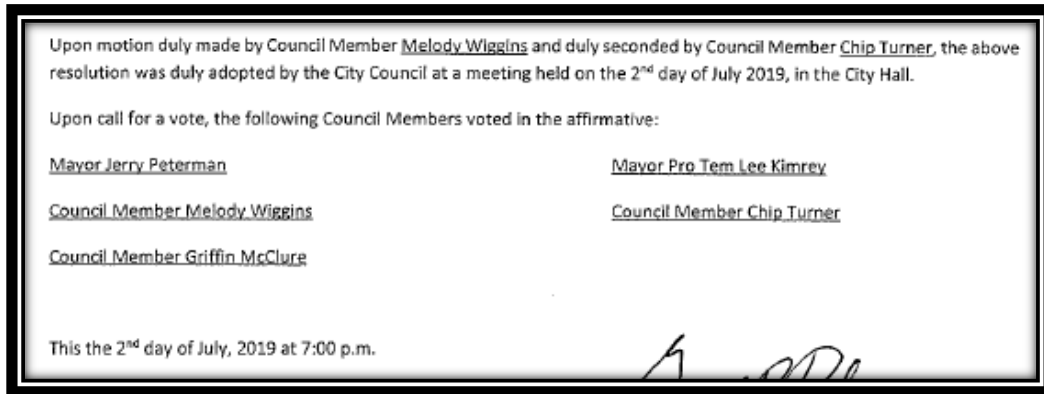 Upon motion duly made by Council Member Melody Wiggins and duly seconded by Council Member Chip Turner, the above
resolution was duly adopted by the City Council at a meeting held on the 2nd day of July 2019, in the City Hall.
Upon call for a vote, the following Council Members voted in the affirmative:
Mayor Jerry Peterman
Mayor Pro Tem Lee Kimrey
Council Member Melody Wiggins
Council Member Chip Turner
Council Member Griffin McClure
This the 2nd day of July, 2019 at 7:00 p.m.